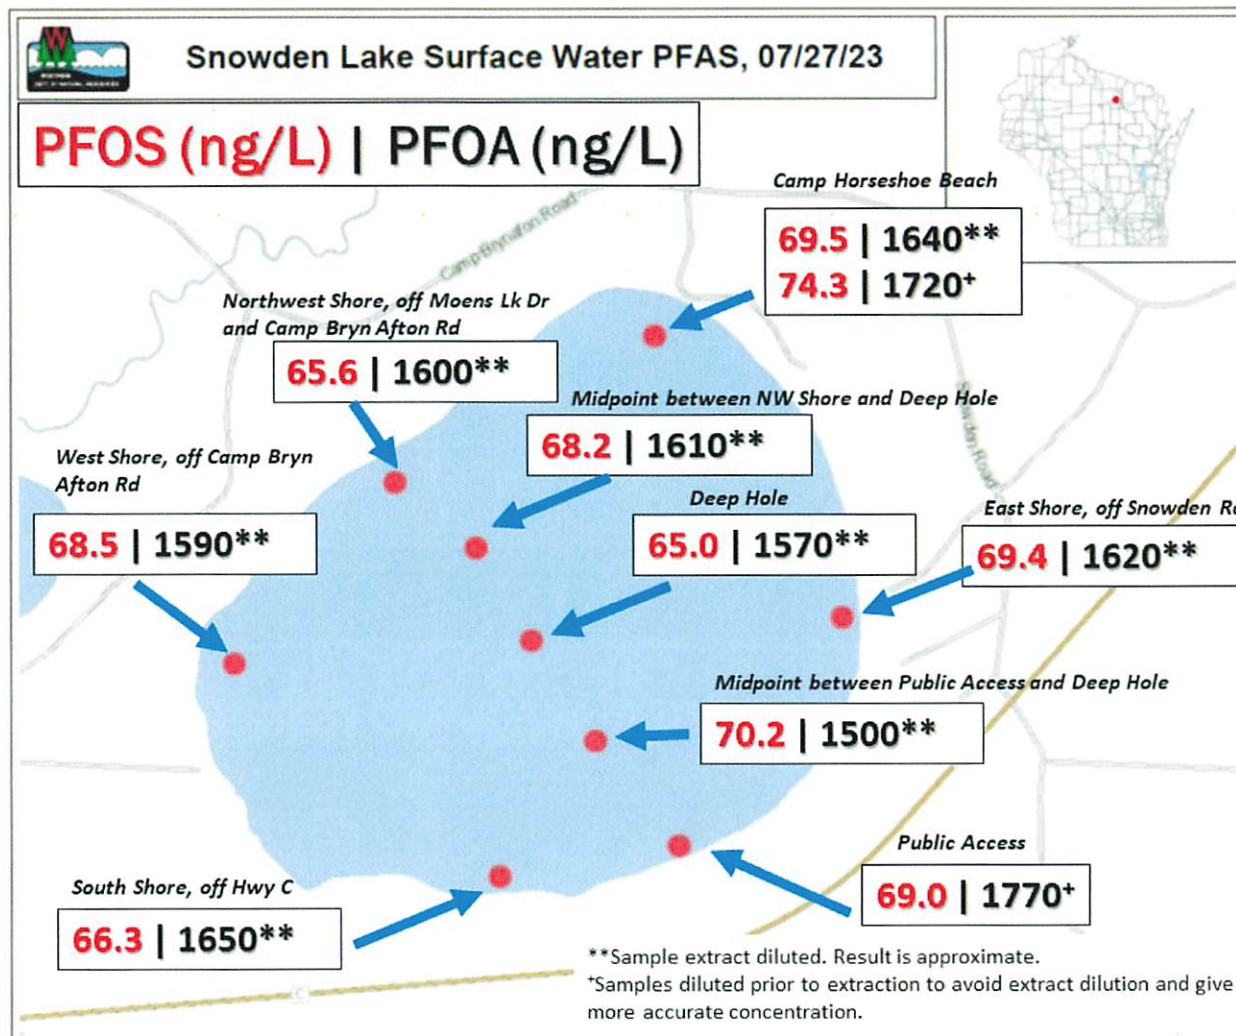 Snowden Lake Surface Water PFAS, 07/27/23
PFOS (ng/L) | PFOA (ng/L)
Camp Horseshoe Beach
69.5 | 1640**
74.3 | 1720⁺
Camp Brynafon Road
Northwest Shore, off Moens Lk Dr
and Camp Bryn Afton Rd
65.6 | 1600**
Midpoint between NW Shore and Deep Hole
68.2 | 1610**
Snowden Road
West Shore, off Camp Bryn
Afton Rd
68.5 | 1590**
Deep Hole
65.0 | 1570**
East Shore, off Snowden Rd
69.4 | 1620**
Midpoint between Public Access and Deep Hole
70.2 | 1500**
Public Access
69.0 | 1770⁺
South Shore, off Hwy C
66.3 | 1650**
C
**Sample extract diluted. Result is approximate.
⁺Samples diluted prior to extraction to avoid extract dilution and give
more accurate concentration.